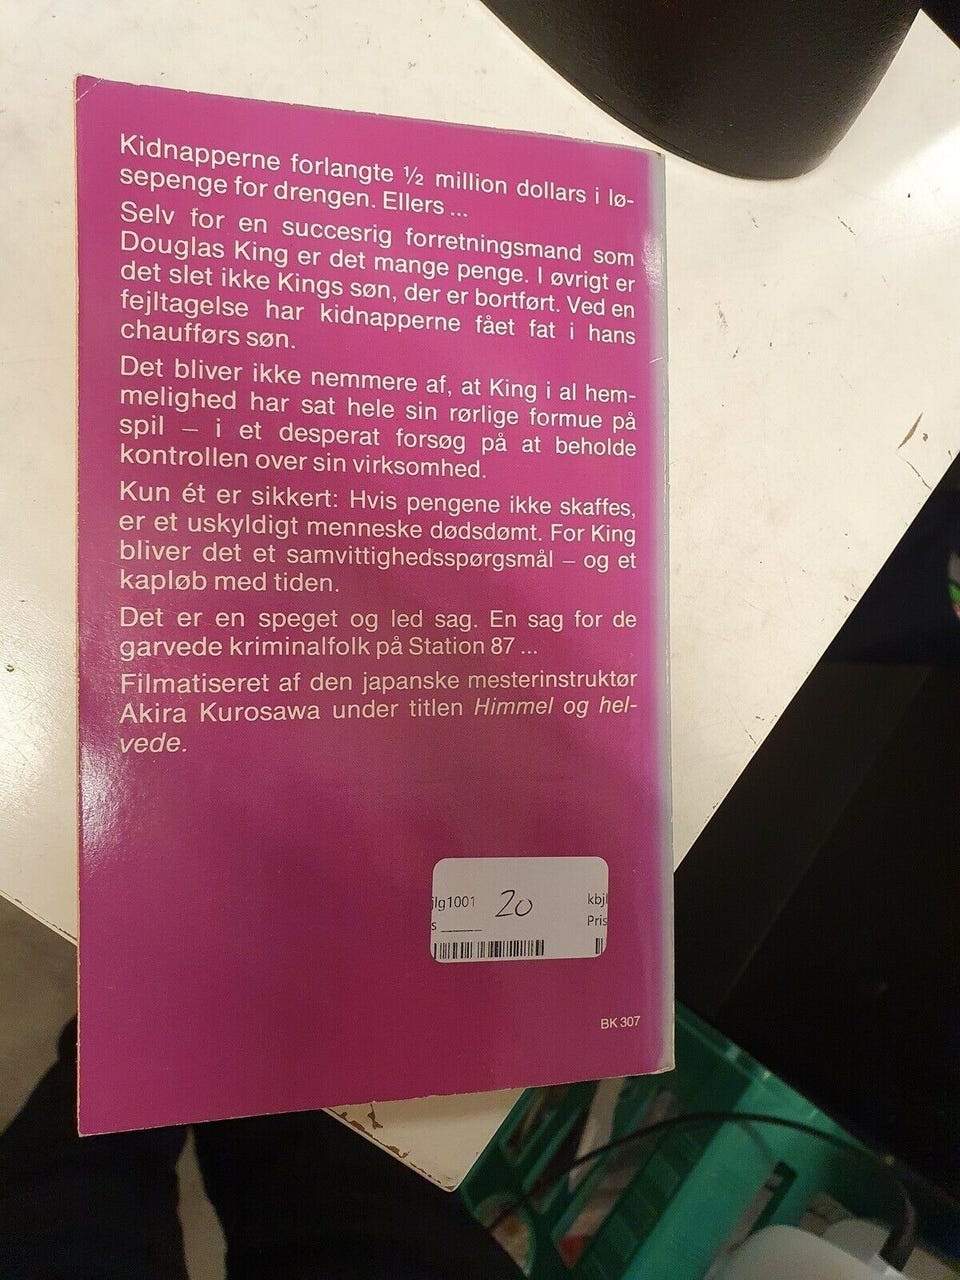 Kidnapperne forlangte ½ million dollars i lø-
sepenge for drengen. Ellers ...
Selv for en succesrig forretningsmand som
Douglas King er det mange penge. I øvrigt er
det slet ikke Kings søn, der er bortført. Ved en
fejltagelse har kidnapperne fået fat i hans
chaufførs søn.
Det bliver ikke nemmere af, at King i al hem-
melighed har sat hele sin rørlige formue på
spil – i et desperat forsøg på at beholde
kontrollen over sin virksomhed.
Kun ét er sikkert: Hvis pengene ikke skaffes,
er et uskyldigt menneske dødsdømt. For King
bliver det et samvittighedsspørgsmål – og et
kapløb med tiden.
Det er en speget og led sag. En sag for de
garvede kriminalfolk på Station 87 ...
Filmatiseret af den japanske mesterinstruktør
Akira Kurosawa under titlen Himmel og hel-
vede.
jlg1001 20 kbjl
s ______ Pris
BK 307